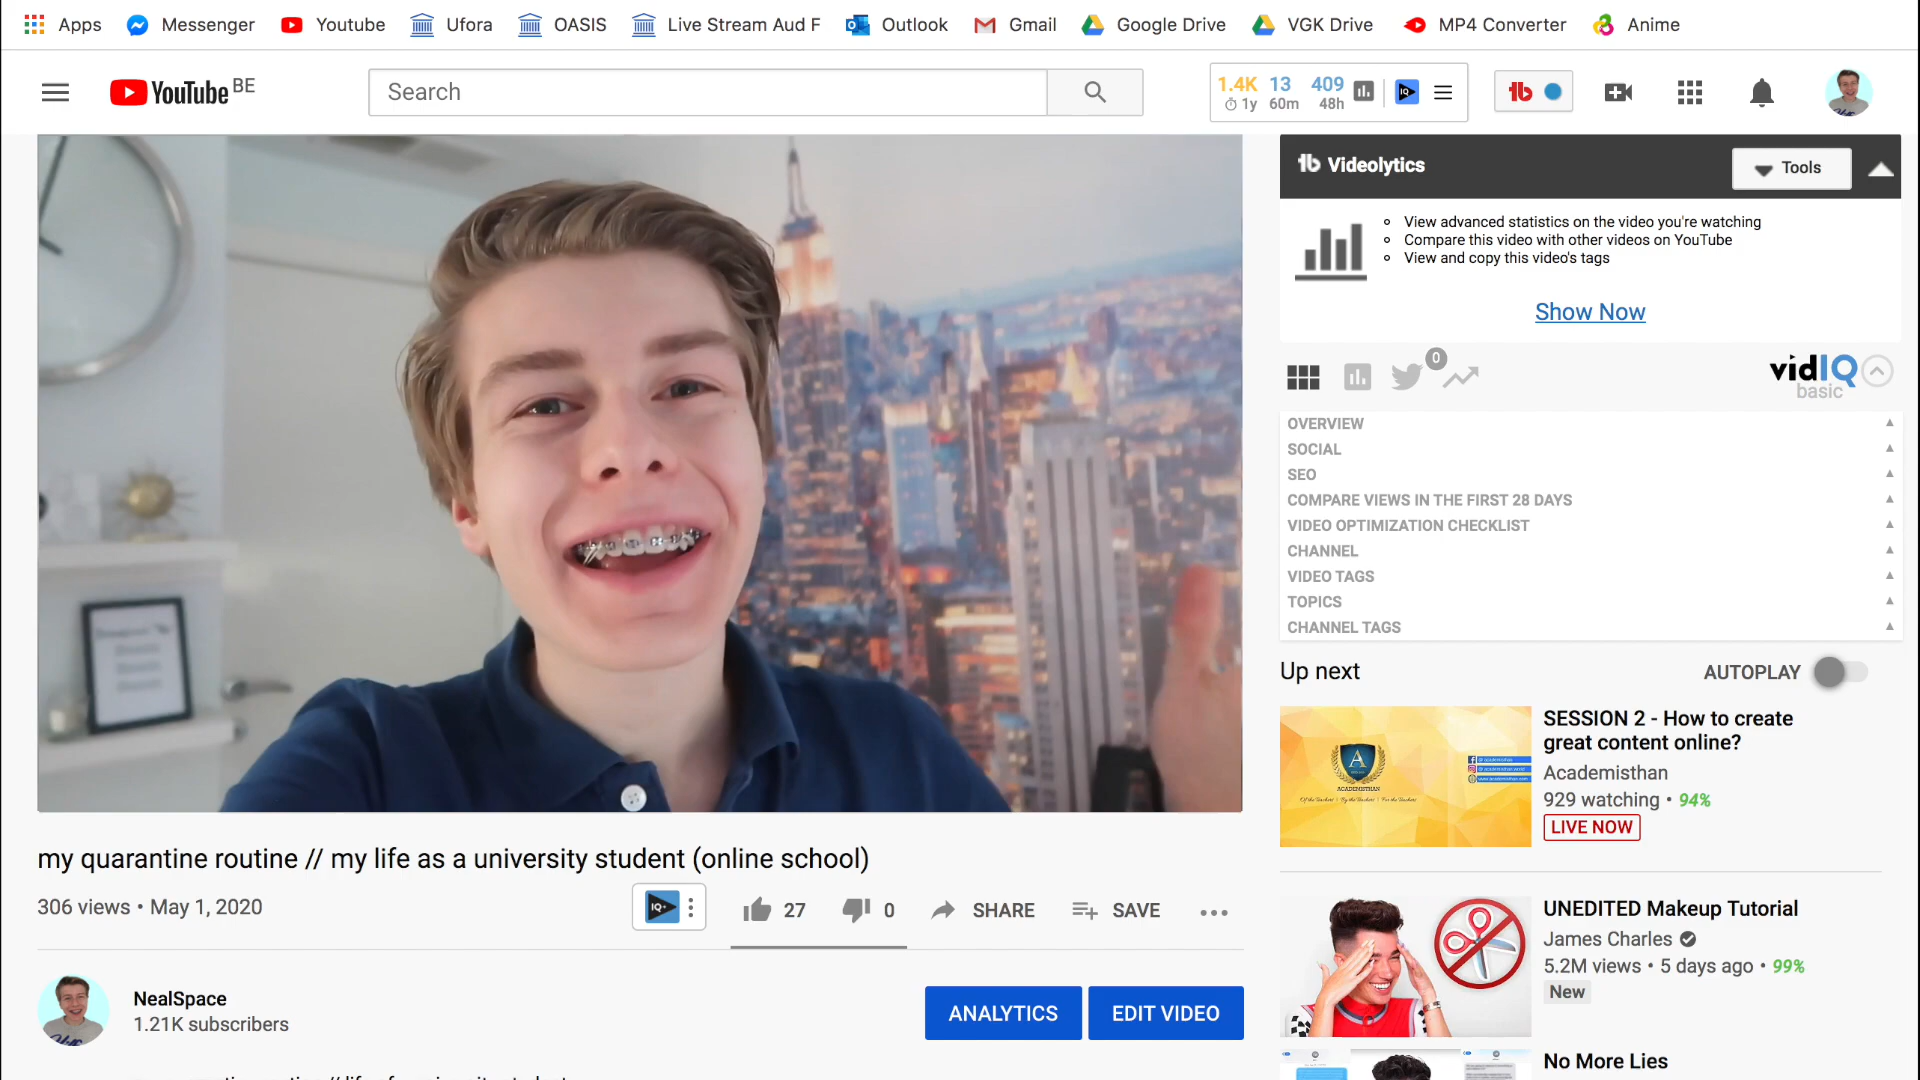 Apps Messenger Youtube Ufora OASIS Live Stream Aud F Outlook Gmail Google Drive VGK Drive MP4 Converter Anime
YouTube BE
Search
1.4K 13 409
1y 60m 48h
IQ
tb
tb Videolytics
Tools
View advanced statistics on the video you're watching
Compare this video with other videos on YouTube
View and copy this video's tags
Show Now
0
vidIQ
basic
OVERVIEW
SOCIAL
SEO
COMPARE VIEWS IN THE FIRST 28 DAYS
VIDEO OPTIMIZATION CHECKLIST
CHANNEL
VIDEO TAGS
TOPICS
CHANNEL TAGS
my quarantine routine // my life as a university student (online school)
306 views • May 1, 2020
IQ+
27 0 SHARE SAVE
NealSpace
1.21K subscribers
ANALYTICS EDIT VIDEO
Up next AUTOPLAY
A
ACADEMISTHAN
SESSION 2 - How to create
great content online?
Academisthan
929 watching • 94%
LIVE NOW
UNEDITED Makeup Tutorial
James Charles
5.2M views • 5 days ago • 99%
New
No More Lies